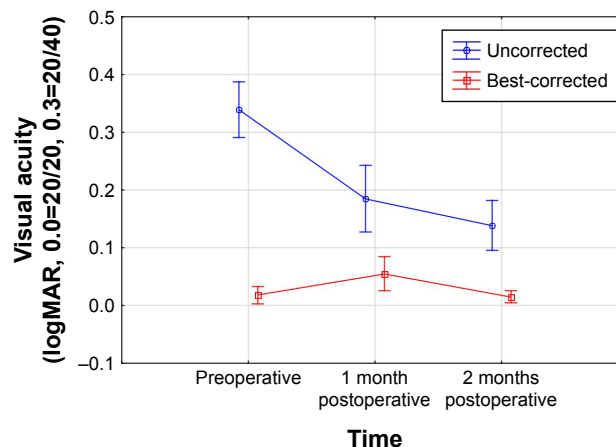 Visual acuity
(logMAR, 0.0=20/20, 0.3=20/40)
0.5
0.4
0.3
0.2
0.1
0.0
–0.1
Uncorrected
Best-corrected
Preoperative
1 month
postoperative
2 months
postoperative
Time